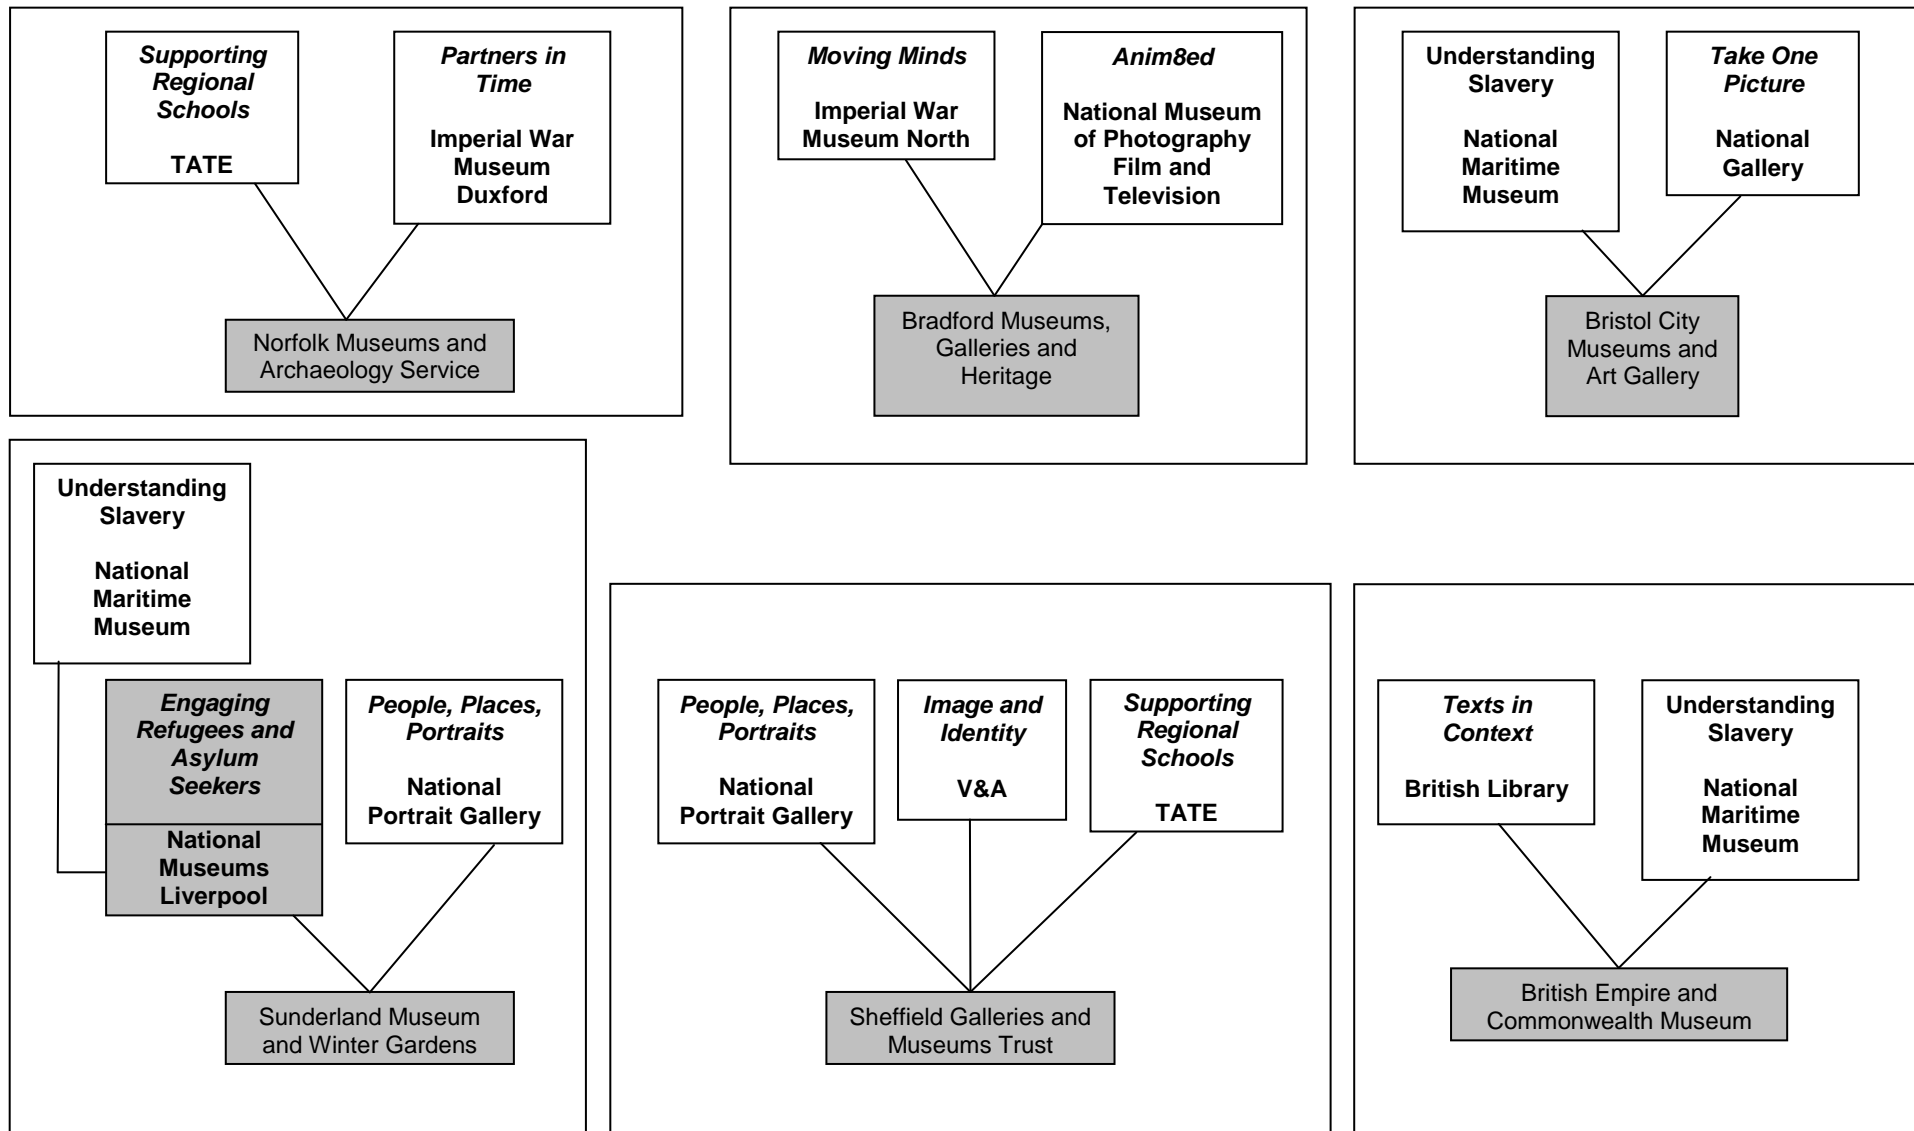 Supporting
Regional
Schools
TATE
Partners in
Time
Imperial War
Museum
Duxford
Norfolk Museums and
Archaeology Service
Moving Minds
Imperial War
Museum North
Anim8ed
National Museum
of Photography
Film and
Television
Bradford Museums,
Galleries and
Heritage
Understanding
Slavery
National
Maritime
Museum
Take One
Picture
National
Gallery
Bristol City
Museums and
Art Gallery
Understanding
Slavery
National
Maritime
Museum
Engaging
Refugees and
Asylum
Seekers
National
Museums
Liverpool
People, Places,
Portraits
National
Portrait Gallery
Sunderland Museum
and Winter Gardens
People, Places,
Portraits
National
Portrait Gallery
Image and
Identity
V&A
Supporting
Regional
Schools
TATE
Sheffield Galleries and
Museums Trust
Texts in
Context
British Library
Understanding
Slavery
National
Maritime
Museum
British Empire and
Commonwealth Museum